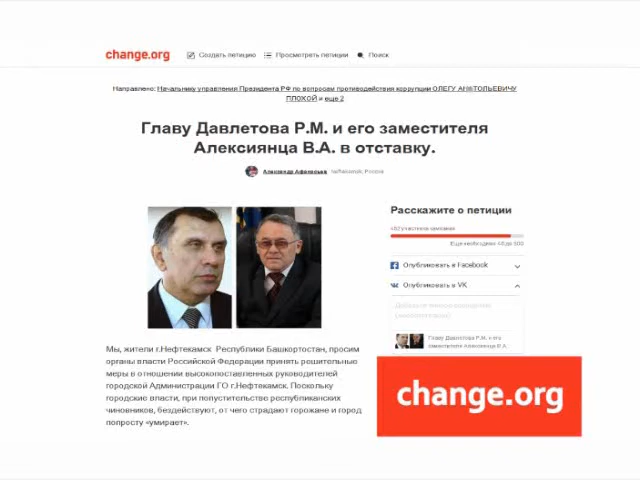 change.org Создать петицию Просмотреть петиции Поиск
Направлено: Начальнику управления Президента РФ по вопросам противодействия коррупции ОЛЕГУ АНАТОЛЬЕВИЧУ
ПЛОХОЙ и еще 2
Главу Давлетова Р.М. и его заместителя
Алексиянца В.А. в отставку.
Александр Россия
Расскажите о петиции
Опубликовать в Facebook
Опубликовать в VK
Главу Давлетова Р.М. и его
заместителя Алексиянца В.А.
Мы, жители г.Нефтекамск Республики Башкортостан, просим
органы власти Российской Федерации принять решительные
меры в отношении высокопоставленных руководителей
городской Администрации ГО г.Нефтекамск. Поскольку
городские власти, при попустительстве республиканских
чиновников, бездействуют, от чего страдают горожане и город
попросту «умирает».
change.org